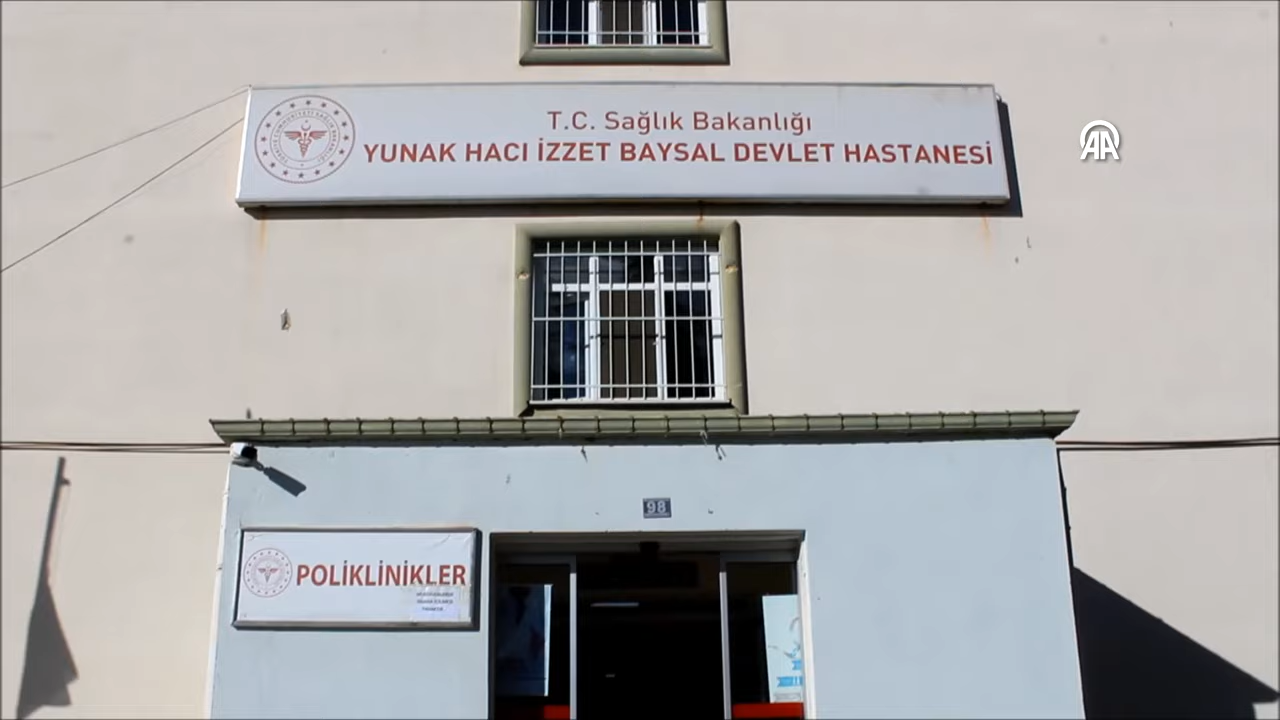 T.C. Sağlık Bakanlığı
YUNAK HACI İZZET BAYSAL DEVLET HASTANESİ
AA
98
POLİKLİNİKLER